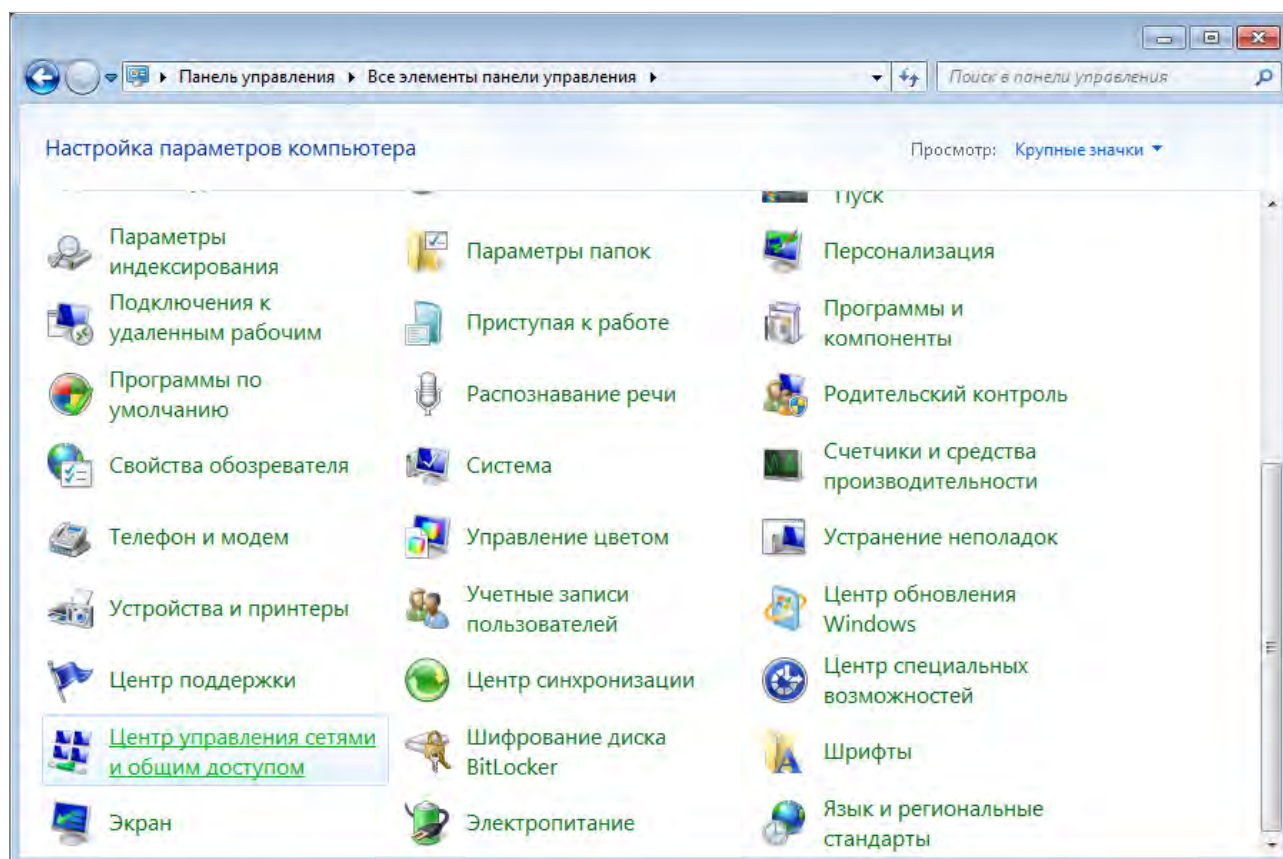 Панель управления ▸ Все элементы панели управления ▸
Поиск в панели управления
Настройка параметров компьютера
Просмотр: Крупные значки
Пуск
Параметры
индексирования
Параметры папок
Персонализация
Подключения к
удаленным рабочим
Приступая к работе
Программы и
компоненты
Программы по
умолчанию
Распознавание речи
Родительский контроль
Свойства обозревателя
Система
Счетчики и средства
производительности
Телефон и модем
Управление цветом
Устранение неполадок
Устройства и принтеры
Учетные записи
пользователей
Центр обновления
Windows
Центр поддержки
Центр синхронизации
Центр специальных
возможностей
Центр управления сетями
и общим доступом
Шифрование диска
BitLocker
Шрифты
Экран
Электропитание
Язык и региональные
стандарты